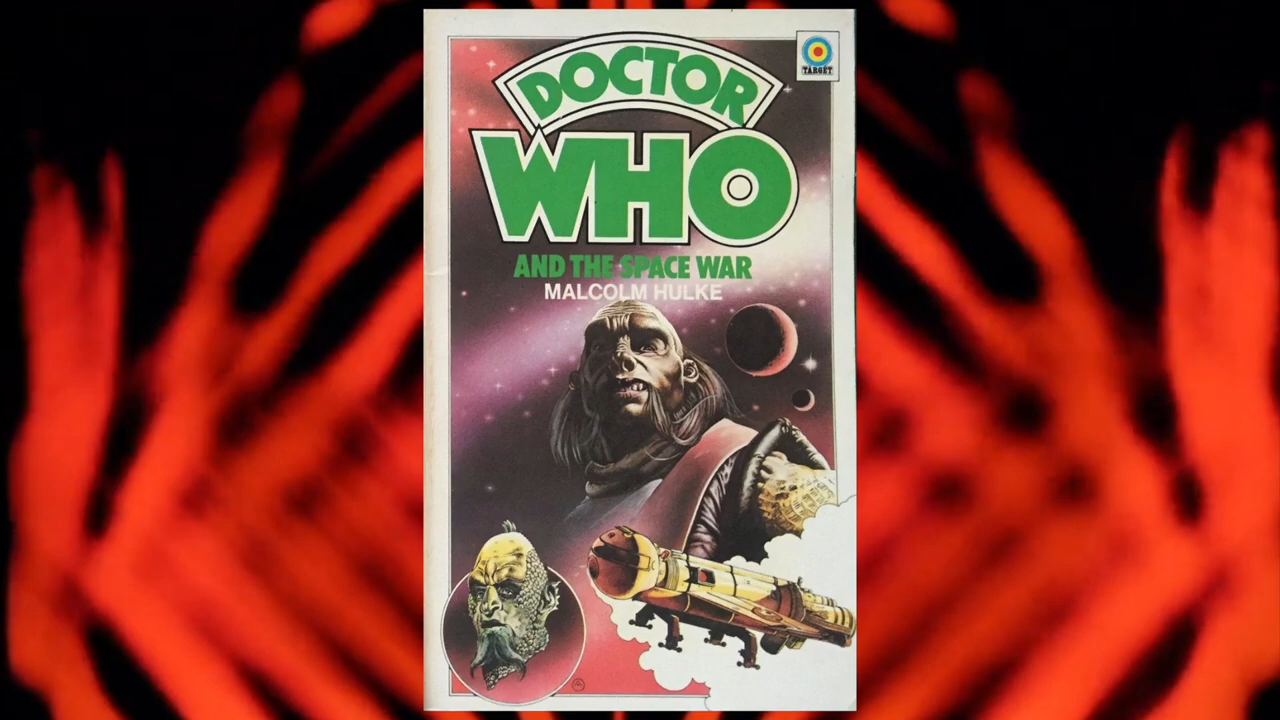 DOCTOR
WHO
AND THE SPACE WAR
MALCOLM HULKE
TARGET